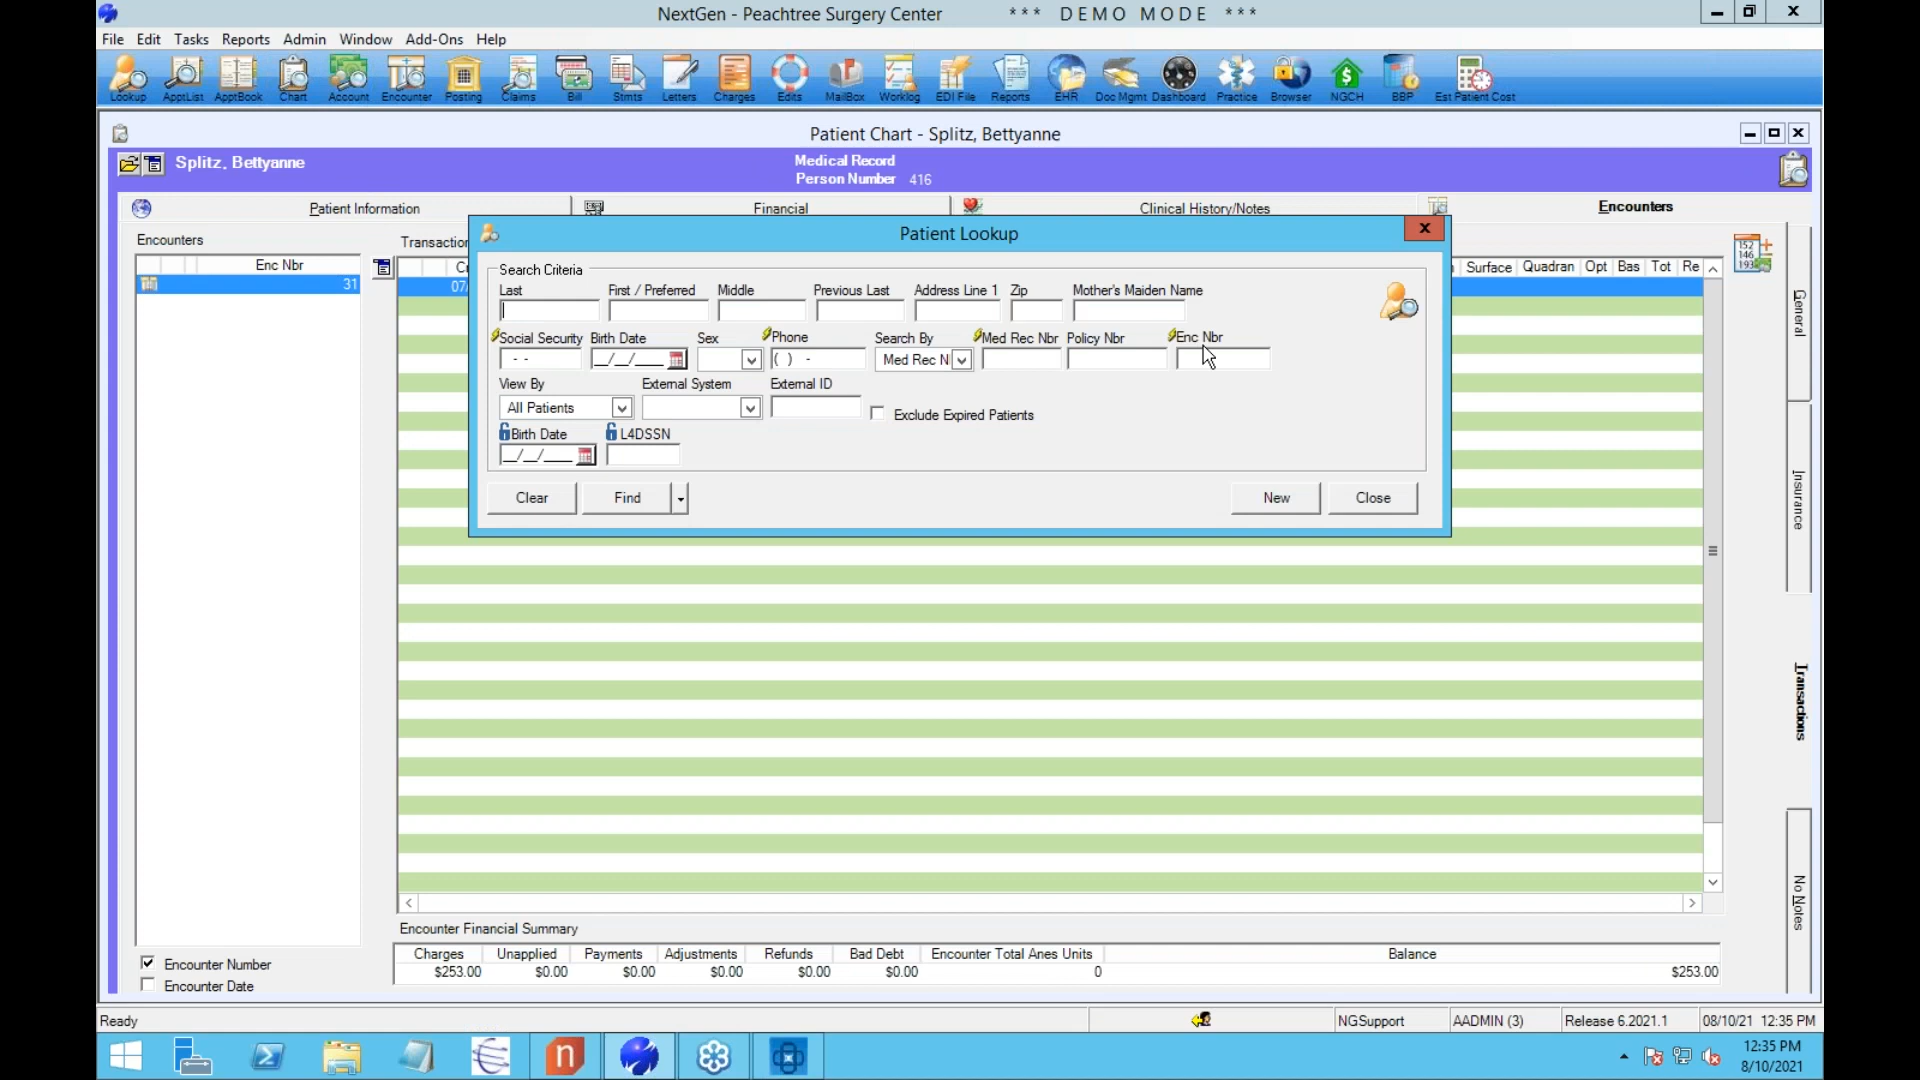 NextGen - Peachtree Surgery Center *** DEMO MODE ***
File Edit Tasks Reports Admin Window Add-Ons Help
Lookup ApptList ApptBook Chart Account Encounter Posting Claims Bill Stmts Letters Charges Edits MailBox Worklog EDI File Reports EHR Doc Mgmt Dashboard Practice Browser NGCH BBP Est Patient Cost
Patient Chart - Splitz, Bettyanne
Splitz, Bettyanne
Medical Record
Person Number 416
Patient Information Financial Clinical History/Notes Encounters
Encounters Transaction
Patient Lookup
Enc Nbr
Surface Quadran Opt Bas Tot Re
31 07/
Search Criteria
Last First / Preferred Middle Previous Last Address Line 1 Zip Mother's Maiden Name
Social Security Birth Date Sex Phone Search By Med Rec Nbr Policy Nbr Enc Nbr
- - __/__/____ ( ) - Med Rec N
View By External System External ID
All Patients Exclude Expired Patients
Birth Date L4DSSN
__/__/____
Clear Find New Close
General
Insurance
Transactions
No Notes
Encounter Financial Summary
Charges Unapplied Payments Adjustments Refunds Bad Debt Encounter Total Anes Units Balance
$253.00 $0.00 $0.00 $0.00 $0.00 $0.00 0 $253.00
Encounter Number
Encounter Date
Ready NGSupport AADMIN (3) Release 6.2021.1 08/10/21 12:35 PM
12:35 PM
8/10/2021